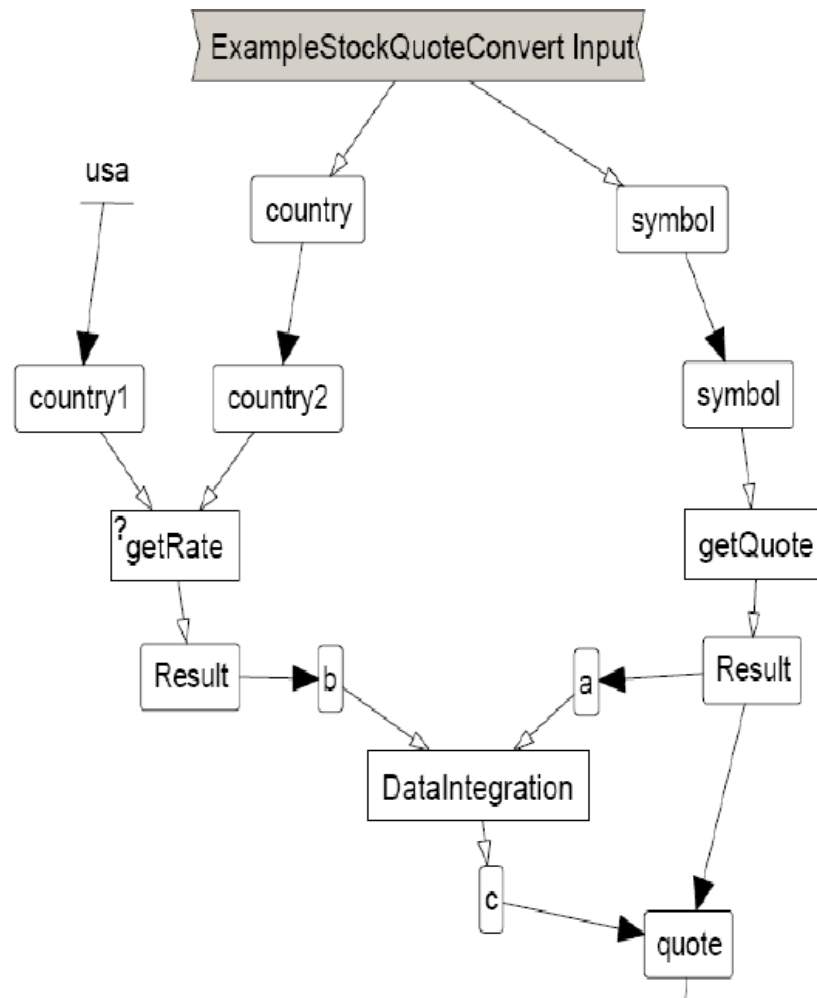 ExampleStockQuoteConvert Input
usa
country
symbol
country1
country2
symbol
?getRate
getQuote
Result
b
a
Result
DataIntegration
c
quote